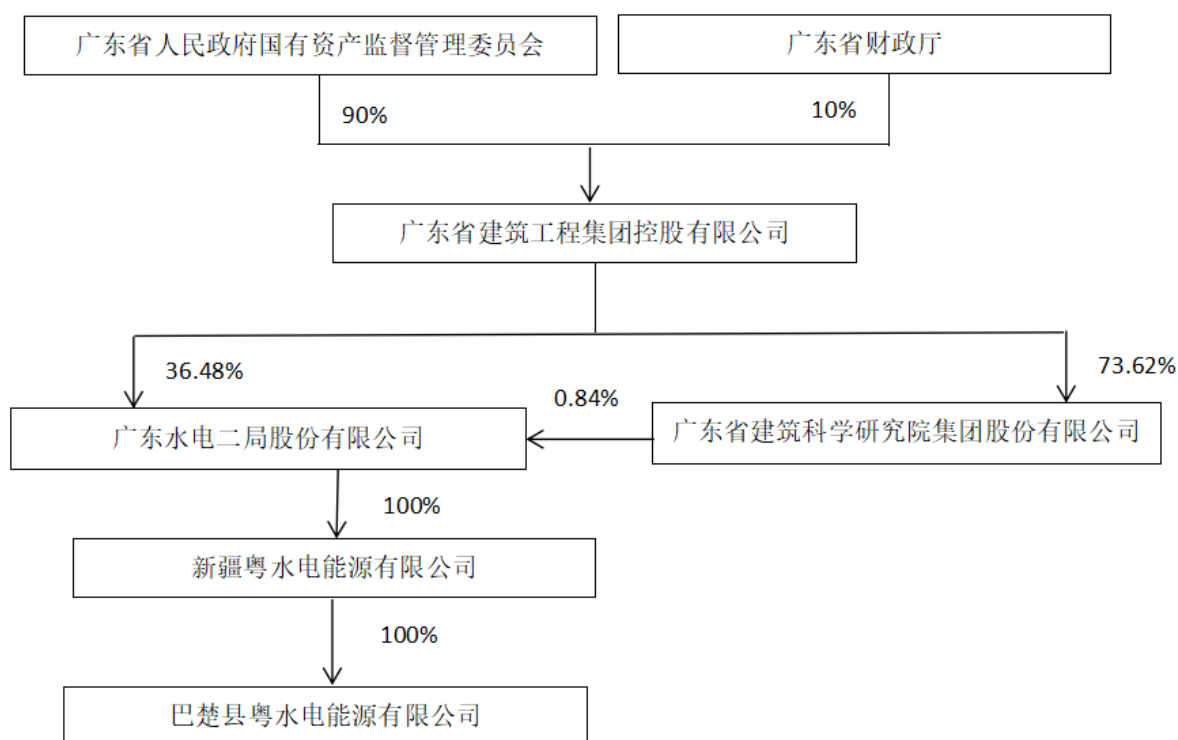 广东省人民政府国有资产监督管理委员会
广东省财政厅
90%
10%
广东省建筑工程集团控股有限公司
36.48%
73.62%
0.84%
广东水电二局股份有限公司
广东省建筑科学研究院集团股份有限公司
100%
新疆粤水电能源有限公司
100%
巴楚县粤水电能源有限公司